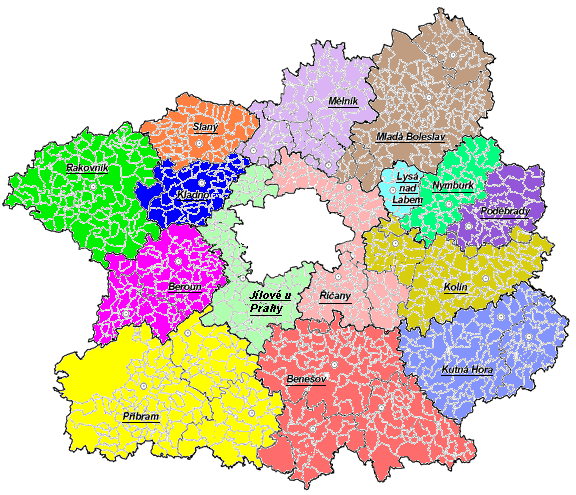 Mělník
Slaný
Mladá Boleslav
Rakovník
Lysá
nad
Labem
Nymburk
Kladno
Poděbrady
Beroun
Jílové u
Prahy
Říčany
Kolín
Benešov
Kutná Hora
Příbram